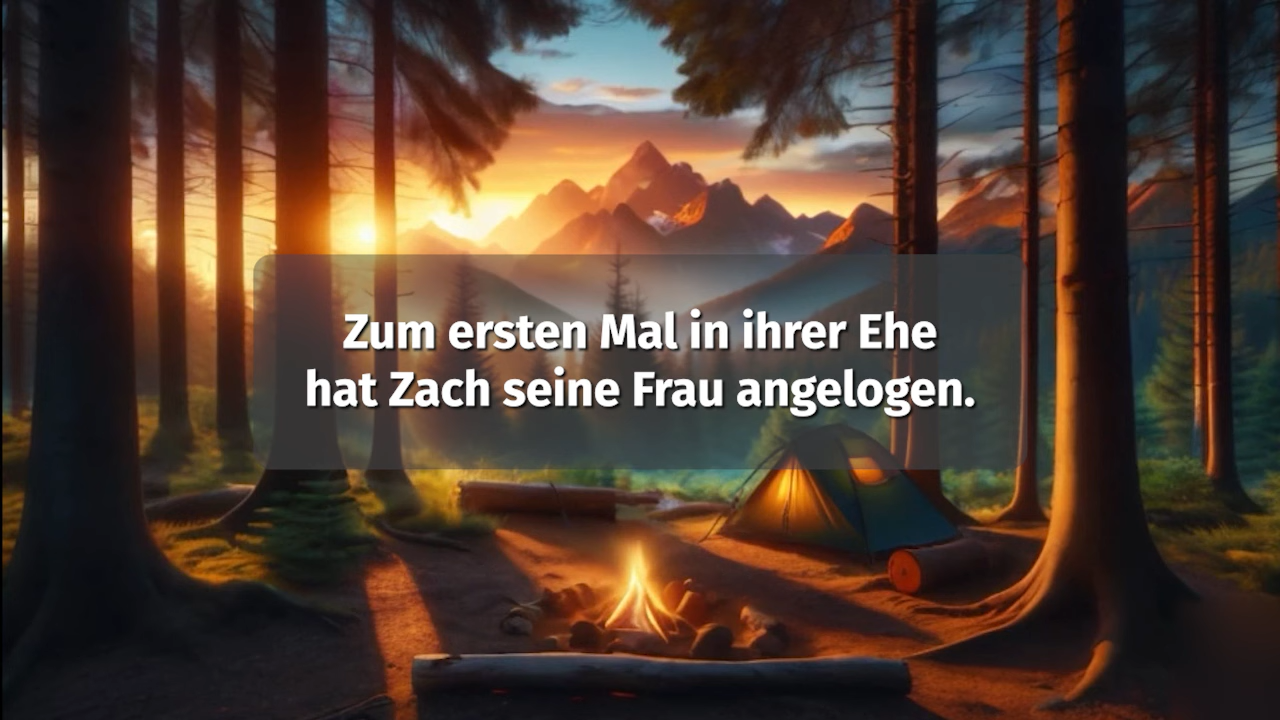 Zum ersten Mal in ihrer Ehe
hat Zach seine Frau angelogen.